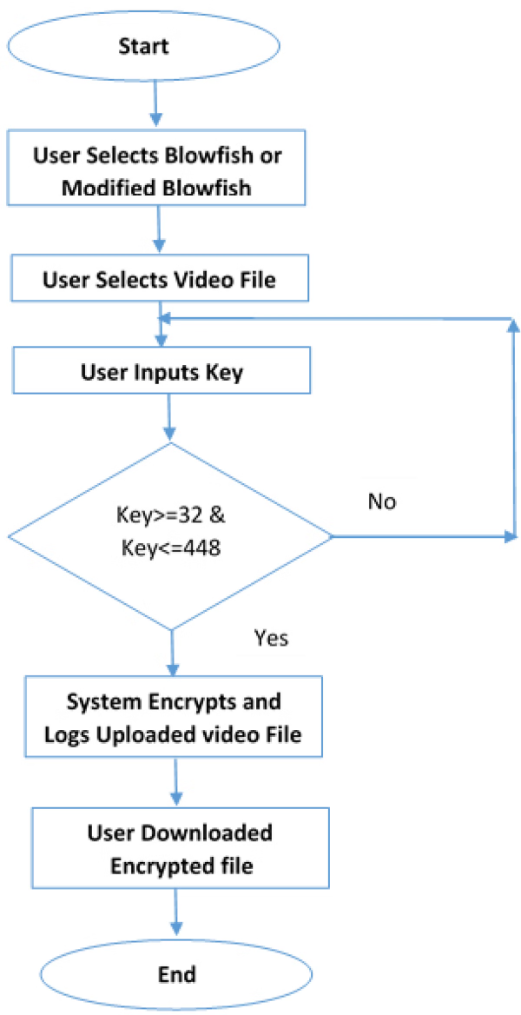 Start
User Selects Blowfish or
Modified Blowfish
User Selects Video File
User Inputs Key
Key>=32 &
Key<=448
No
Yes
System Encrypts and
Logs Uploaded video File
User Downloaded
Encrypted file
End